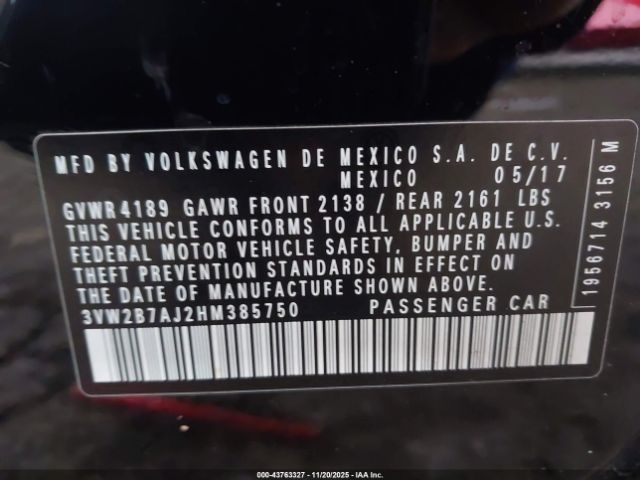 MFD BY VOLKSWAGEN DE MEXICO S.A. DE C.V.
MEXICO 05/17
GVWR 4189 GAWR FRONT 2138 / REAR 2161 LBS
THIS VEHICLE CONFORMS TO ALL APPLICABLE U.S.
FEDERAL MOTOR VEHICLE SAFETY, BUMPER AND
THEFT PREVENTION STANDARDS IN EFFECT ON
THE DATE OF MANUFACTURE SHOWN ABOVE.
3VW2B7AJ2HM385750 PASSENGER CAR
1956714 3156 M
000-43763327 - 11/20/2025 - IAA Inc.